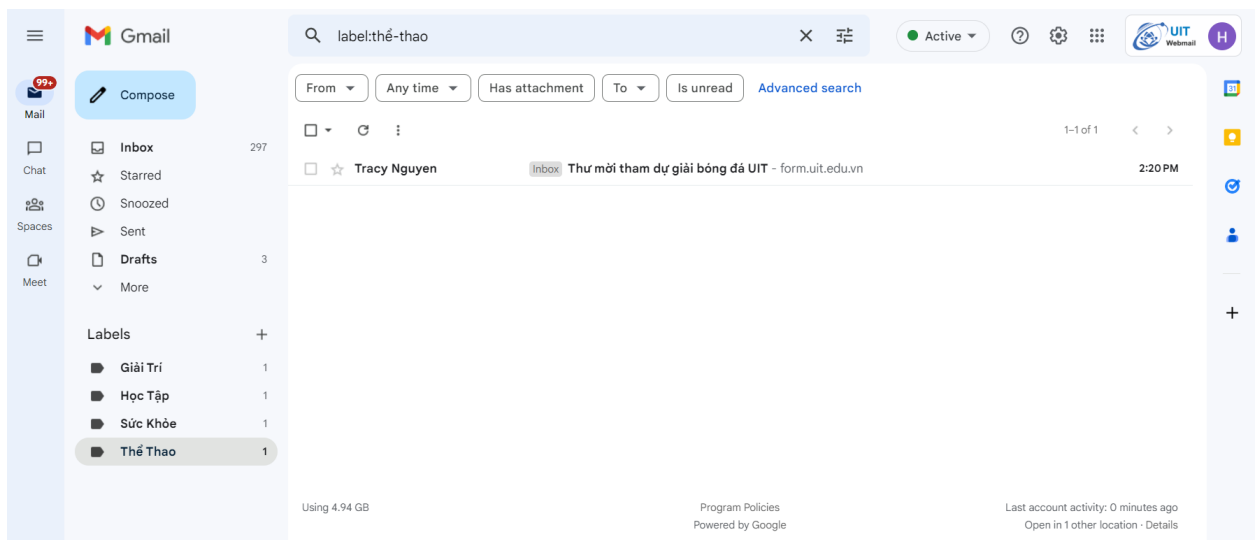 Gmail
label:thể-thao
Active
UIT
Webmail
H
99+
Mail
Chat
Spaces
Meet
Compose
Inbox 297
Starred
Snoozed
Sent
Drafts 3
More
Labels
Giải Trí 1
Học Tập 1
Sức Khỏe 1
Thể Thao 1
From Any time Has attachment To Is unread Advanced search
1–1 of 1
Tracy Nguyen Inbox Thư mời tham dự giải bóng đá UIT - form.uit.edu.vn 2:20 PM
Using 4.94 GB
Program Policies
Powered by Google
Last account activity: 0 minutes ago
Open in 1 other location · Details
31